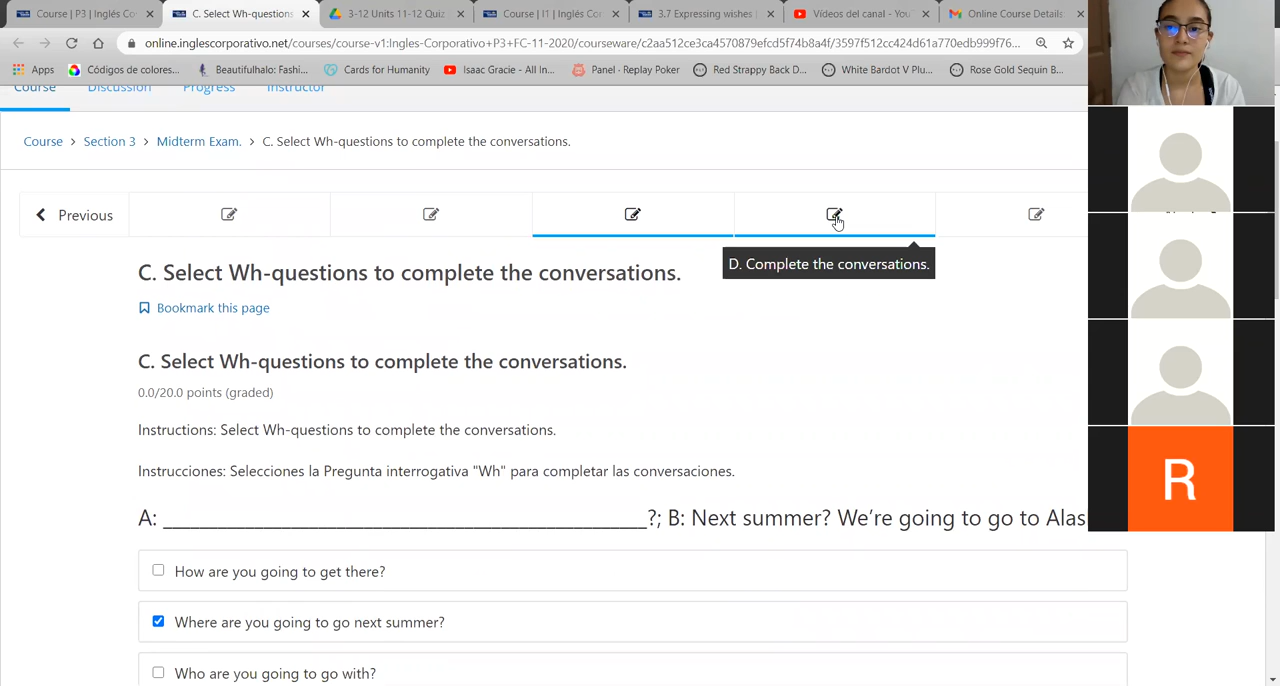 Course | P3 | Inglés Co
C. Select Wh-questions
3-12 Units 11-12 Quiz
Course | I1 | Inglés Co
3.7 Expressing wishes |
Vídeos del canal - You
Online Course Details:
online.inglescorporativo.net/courses/course-v1:Ingles-Corporativo+P3+FC-11-2020/courseware/c2aa512ce3ca4570879efcd5f74b8a4f/3597f512cc424d61a770edb999f76...
Apps
Códigos de colores...
Beautifulhalo: Fashi...
Cards for Humanity
Isaac Gracie - All In...
Panel · Replay Poker
Red Strappy Back D...
White Bardot V Plu...
Rose Gold Sequin B...
Course Discussion Progress Instructor
Course > Section 3 > Midterm Exam. > C. Select Wh-questions to complete the conversations.
Previous
D. Complete the conversations.
C. Select Wh-questions to complete the conversations.
Bookmark this page
C. Select Wh-questions to complete the conversations.
0.0/20.0 points (graded)
Instructions: Select Wh-questions to complete the conversations.
Instrucciones: Selecciones la Pregunta interrogativa "Wh" para completar las conversaciones.
A: ______________________________________________?; B: Next summer? We’re going to go to Alas
How are you going to get there?
Where are you going to go next summer?
Who are you going to go with?
R